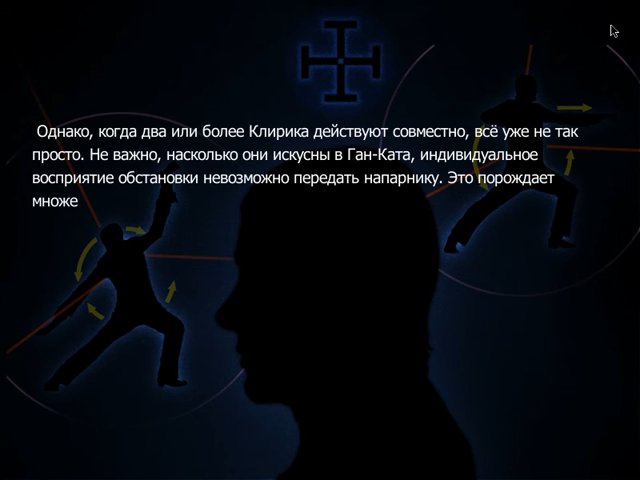 Однако, когда два или более Клирика действуют совместно, всё уже не так
просто. Не важно, насколько они искусны в Ган-Ката, индивидуальное
восприятие обстановки невозможно передать напарнику. Это порождает
множе